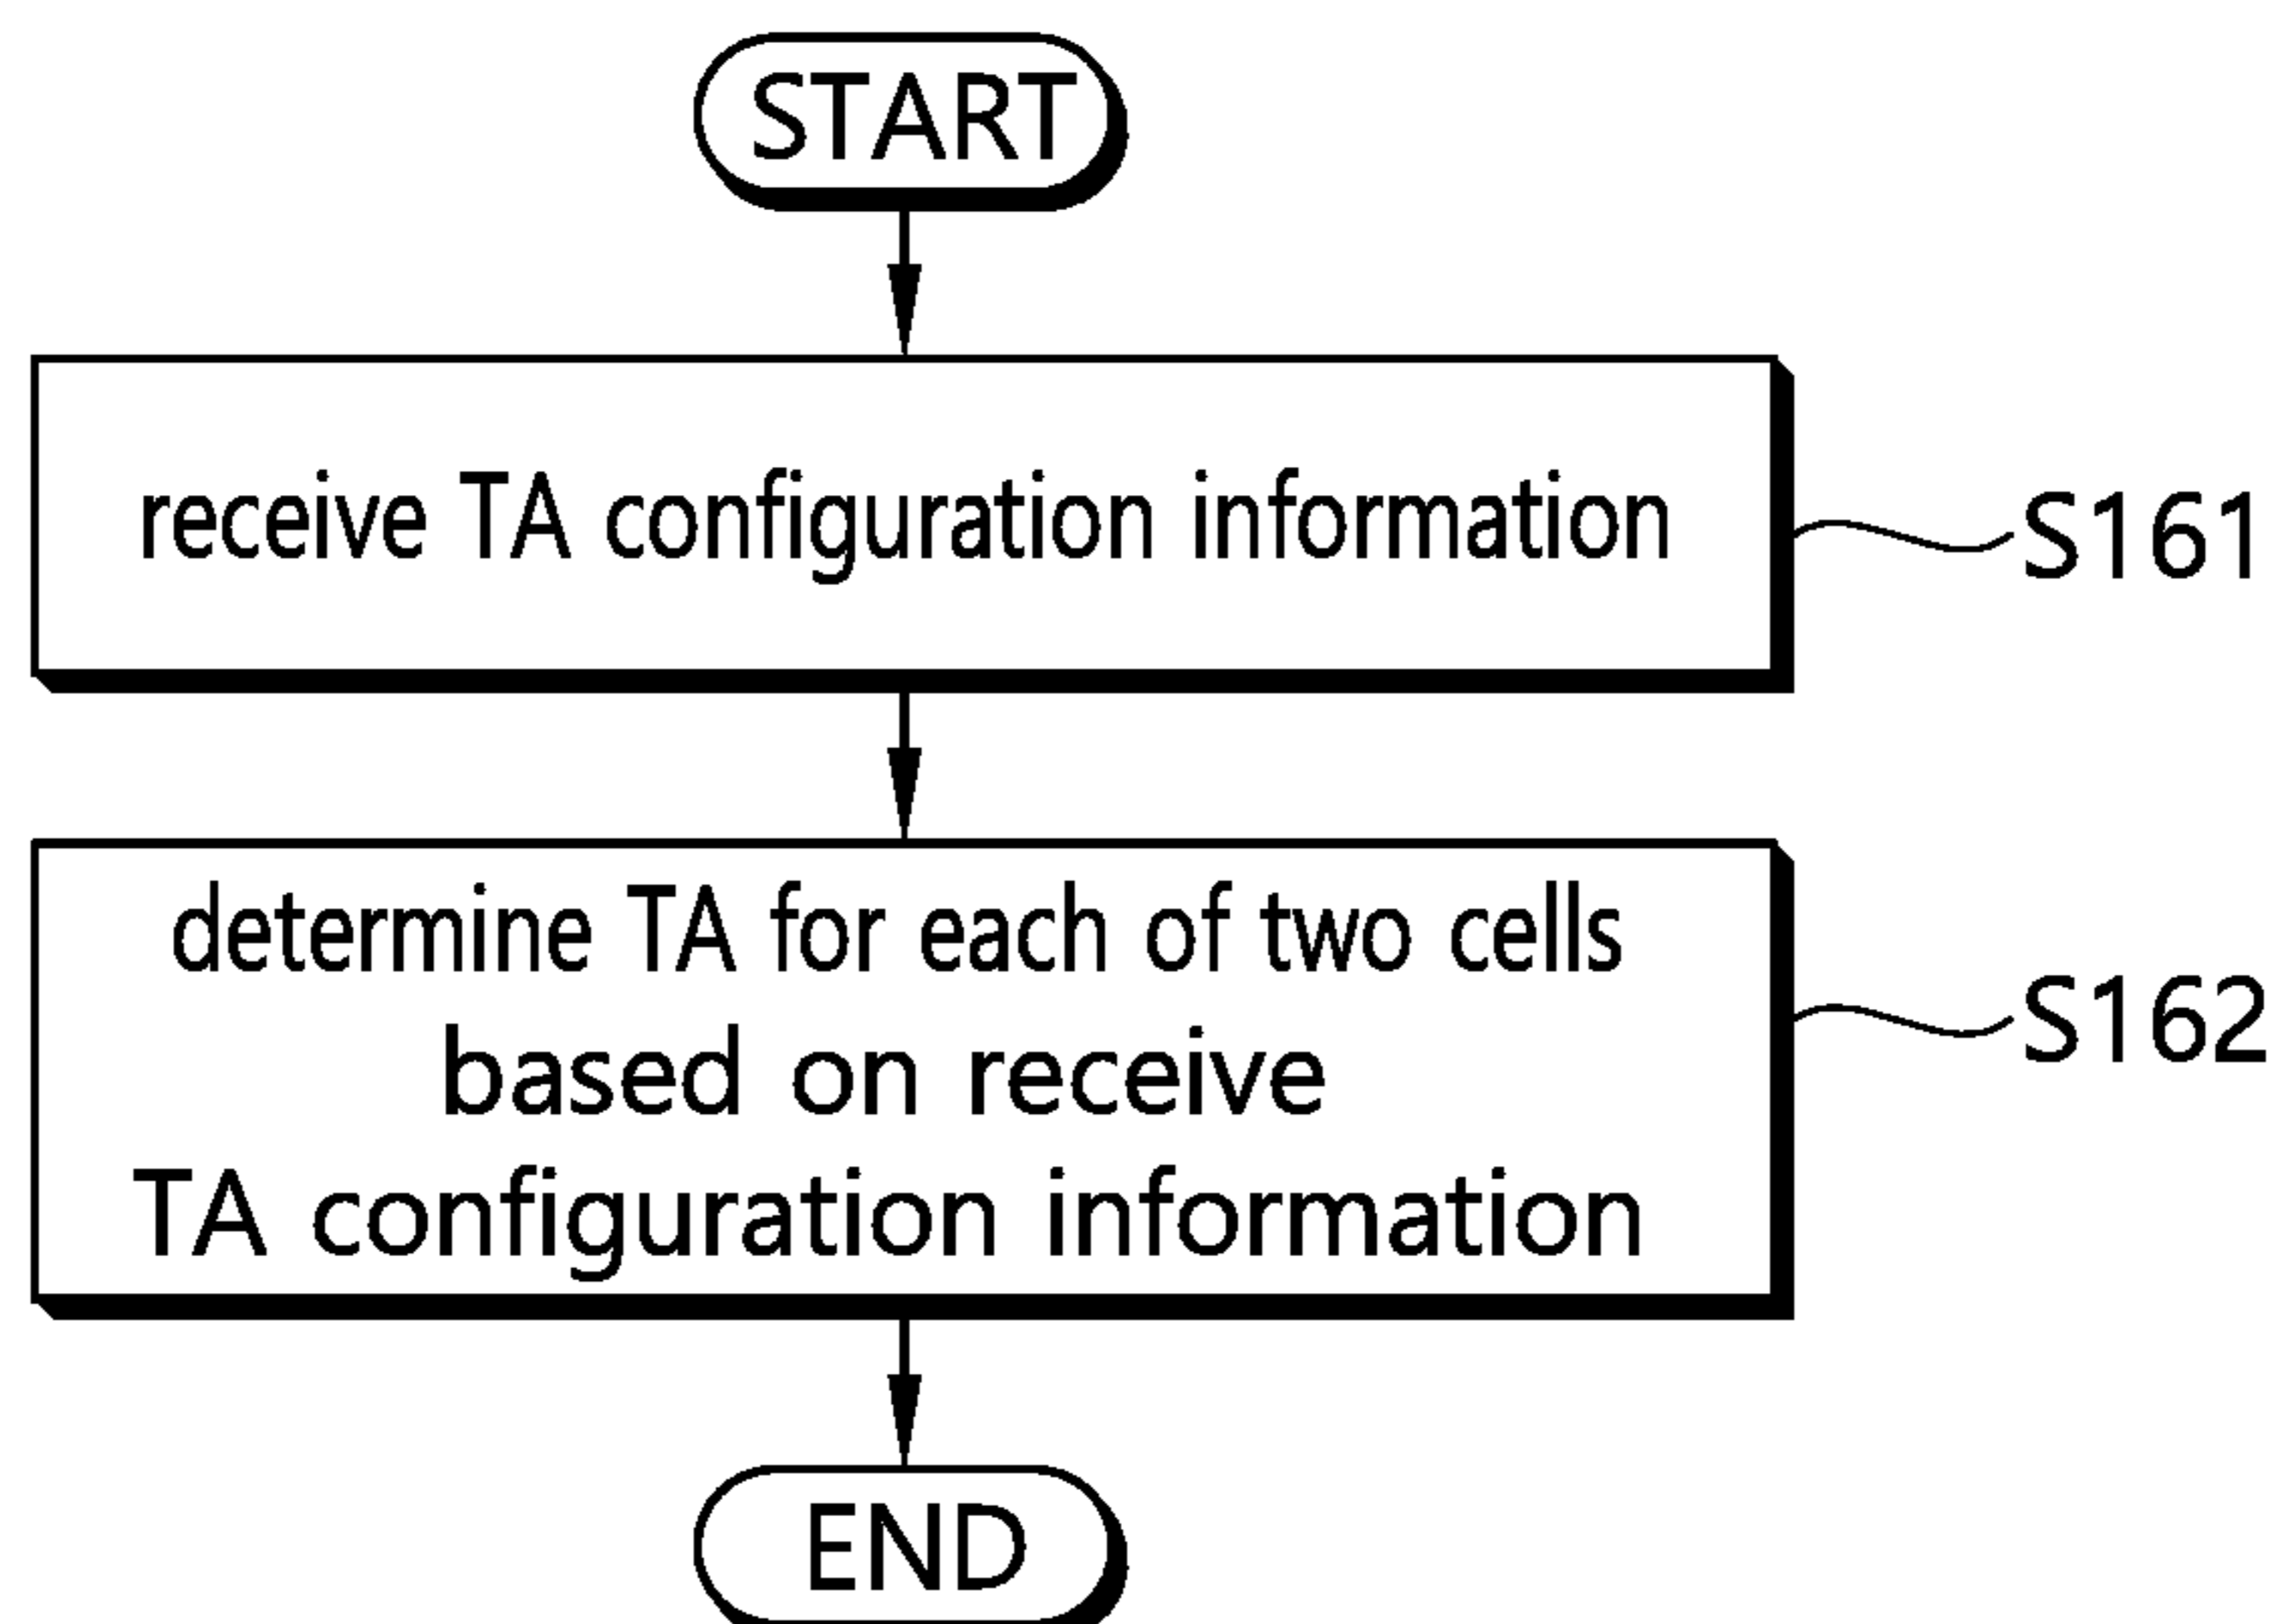 START
receive TA configuration information
S161
determine TA for each of two cells
based on receive
TA configuration information
S162
END